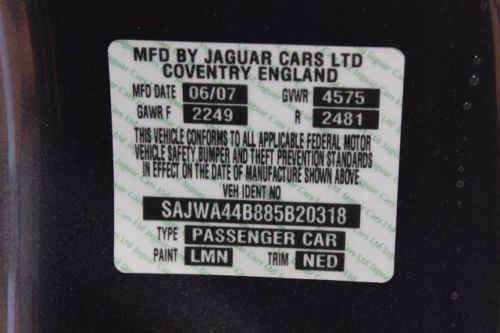 MFD BY JAGUAR CARS LTD
COVENTRY ENGLAND
MFD DATE 06/07 GVWR 4575
GAWR F 2249 R 2481
THIS VEHICLE CONFORMS TO ALL APPLICABLE FEDERAL MOTOR
VEHICLE SAFETY BUMPER AND THEFT PREVENTION STANDARDS
IN EFFECT ON THE DATE OF MANUFACTURE SHOWN ABOVE.
VEH IDENT NO
SAJWA44B885B20318
TYPE PASSENGER CAR
PAINT LMN TRIM NED